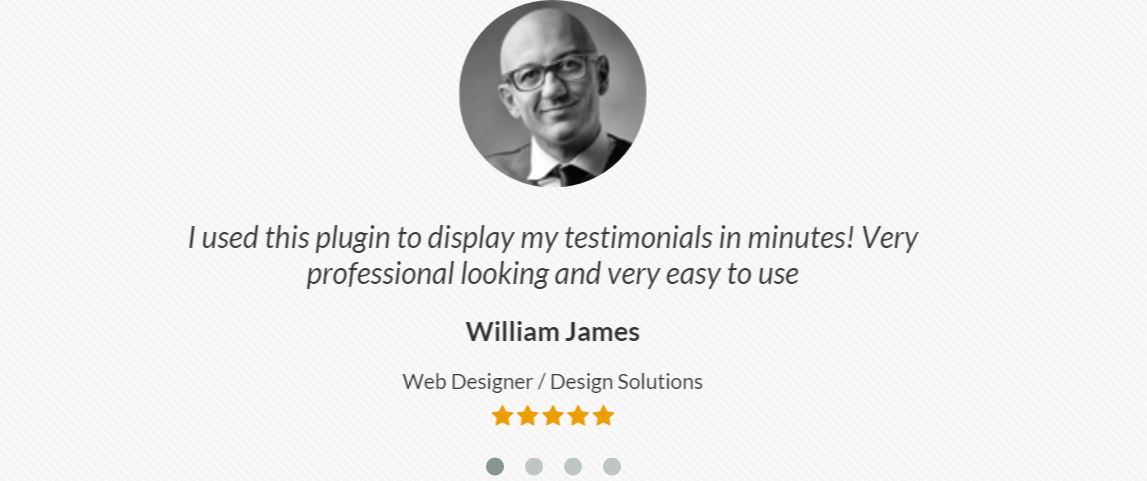 I used this plugin to display my testimonials in minutes! Very
professional looking and very easy to use
William James
Web Designer / Design Solutions